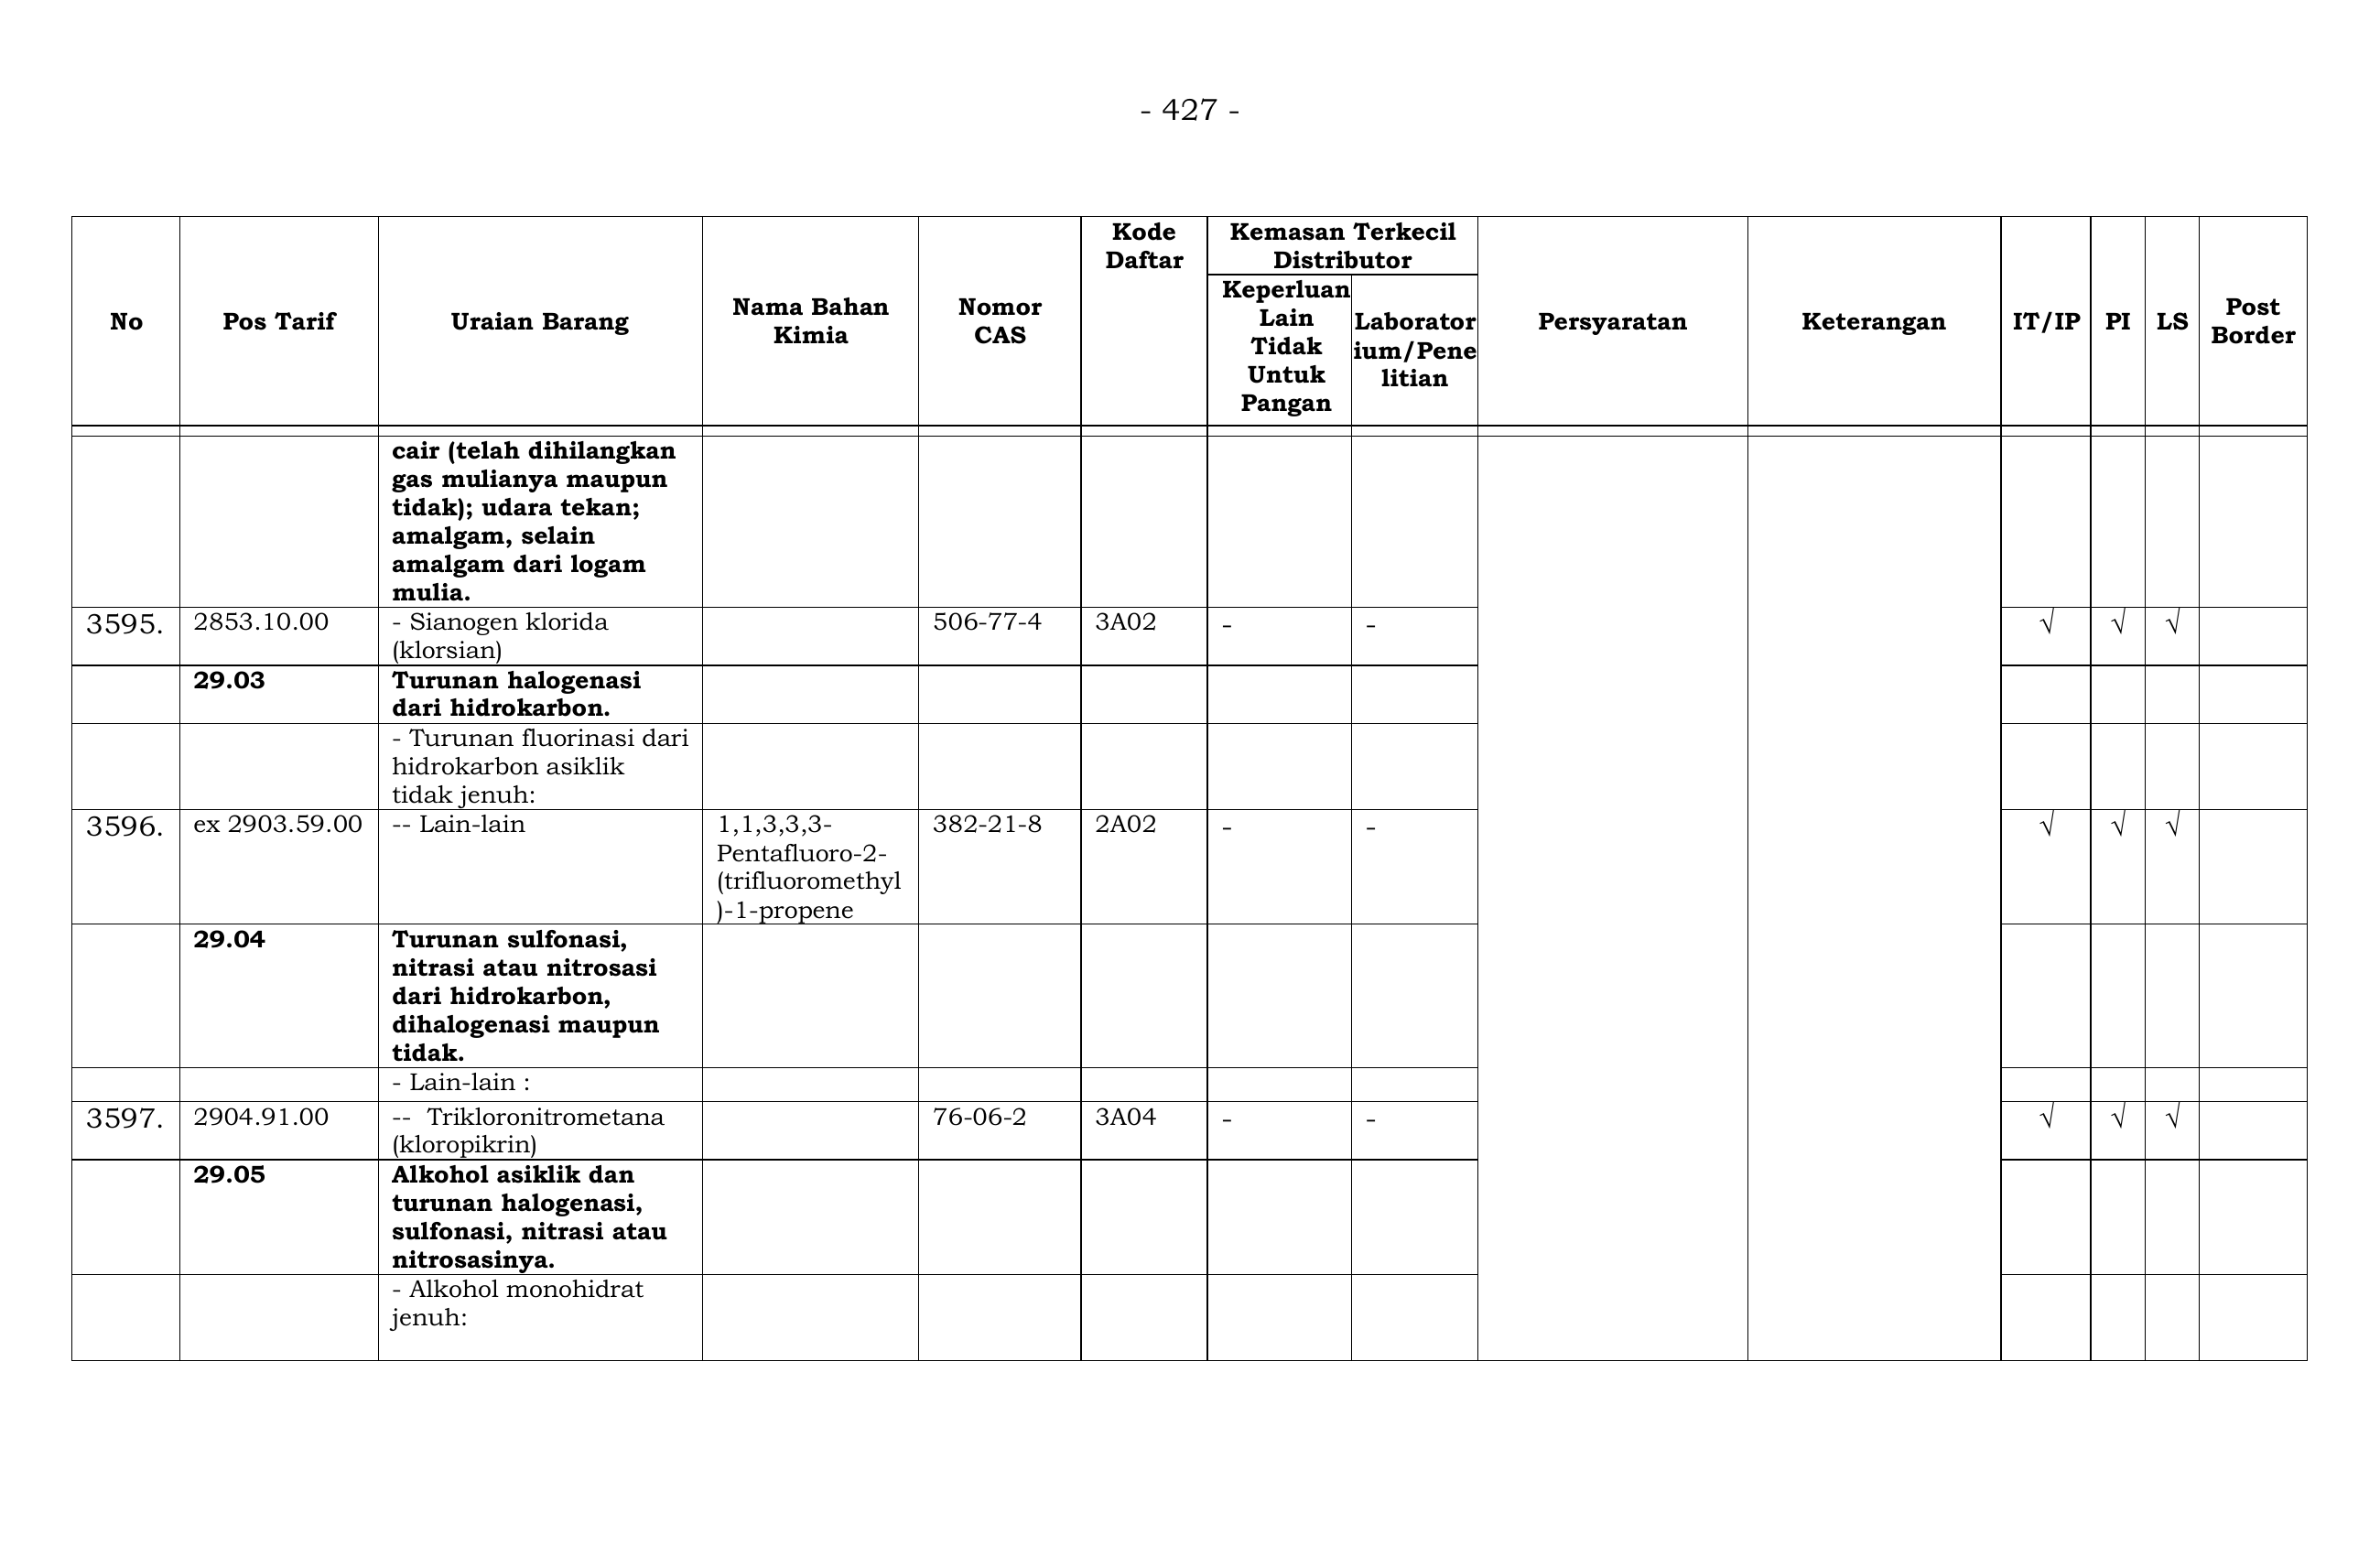 - 427 -
No
Pos Tarif
Uraian Barang
Nama Bahan
Kimia
Nomor
CAS
Kode
Daftar
Kemasan Terkecil
Distributor
Keperluan
Lain
Tidak
Untuk
Pangan
Laborator
ium/Pene
litian
Persyaratan
Keterangan
IT/IP
PI
LS
Post
Border
cair (telah dihilangkan
gas mulianya maupun
tidak); udara tekan;
amalgam, selain
amalgam dari logam
mulia.
3595. 2853.10.00 - Sianogen klorida 506-77-4 3A02 - - √ √ √
(klorsian)
29.03 Turunan halogenasi
dari hidrokarbon.
- Turunan fluorinasi dari
hidrokarbon asiklik
tidak jenuh:
3596. ex 2903.59.00 -- Lain-lain 1,1,3,3,3- 382-21-8 2A02 - - √ √ √
Pentafluoro-2-
(trifluoromethyl
)-1-propene
29.04 Turunan sulfonasi,
nitrasi atau nitrosasi
dari hidrokarbon,
dihalogenasi maupun
tidak.
- Lain-lain :
3597. 2904.91.00 -- Trikloronitrometana 76-06-2 3A04 - - √ √ √
(kloropikrin)
29.05 Alkohol asiklik dan
turunan halogenasi,
sulfonasi, nitrasi atau
nitrosasinya.
- Alkohol monohidrat
jenuh: